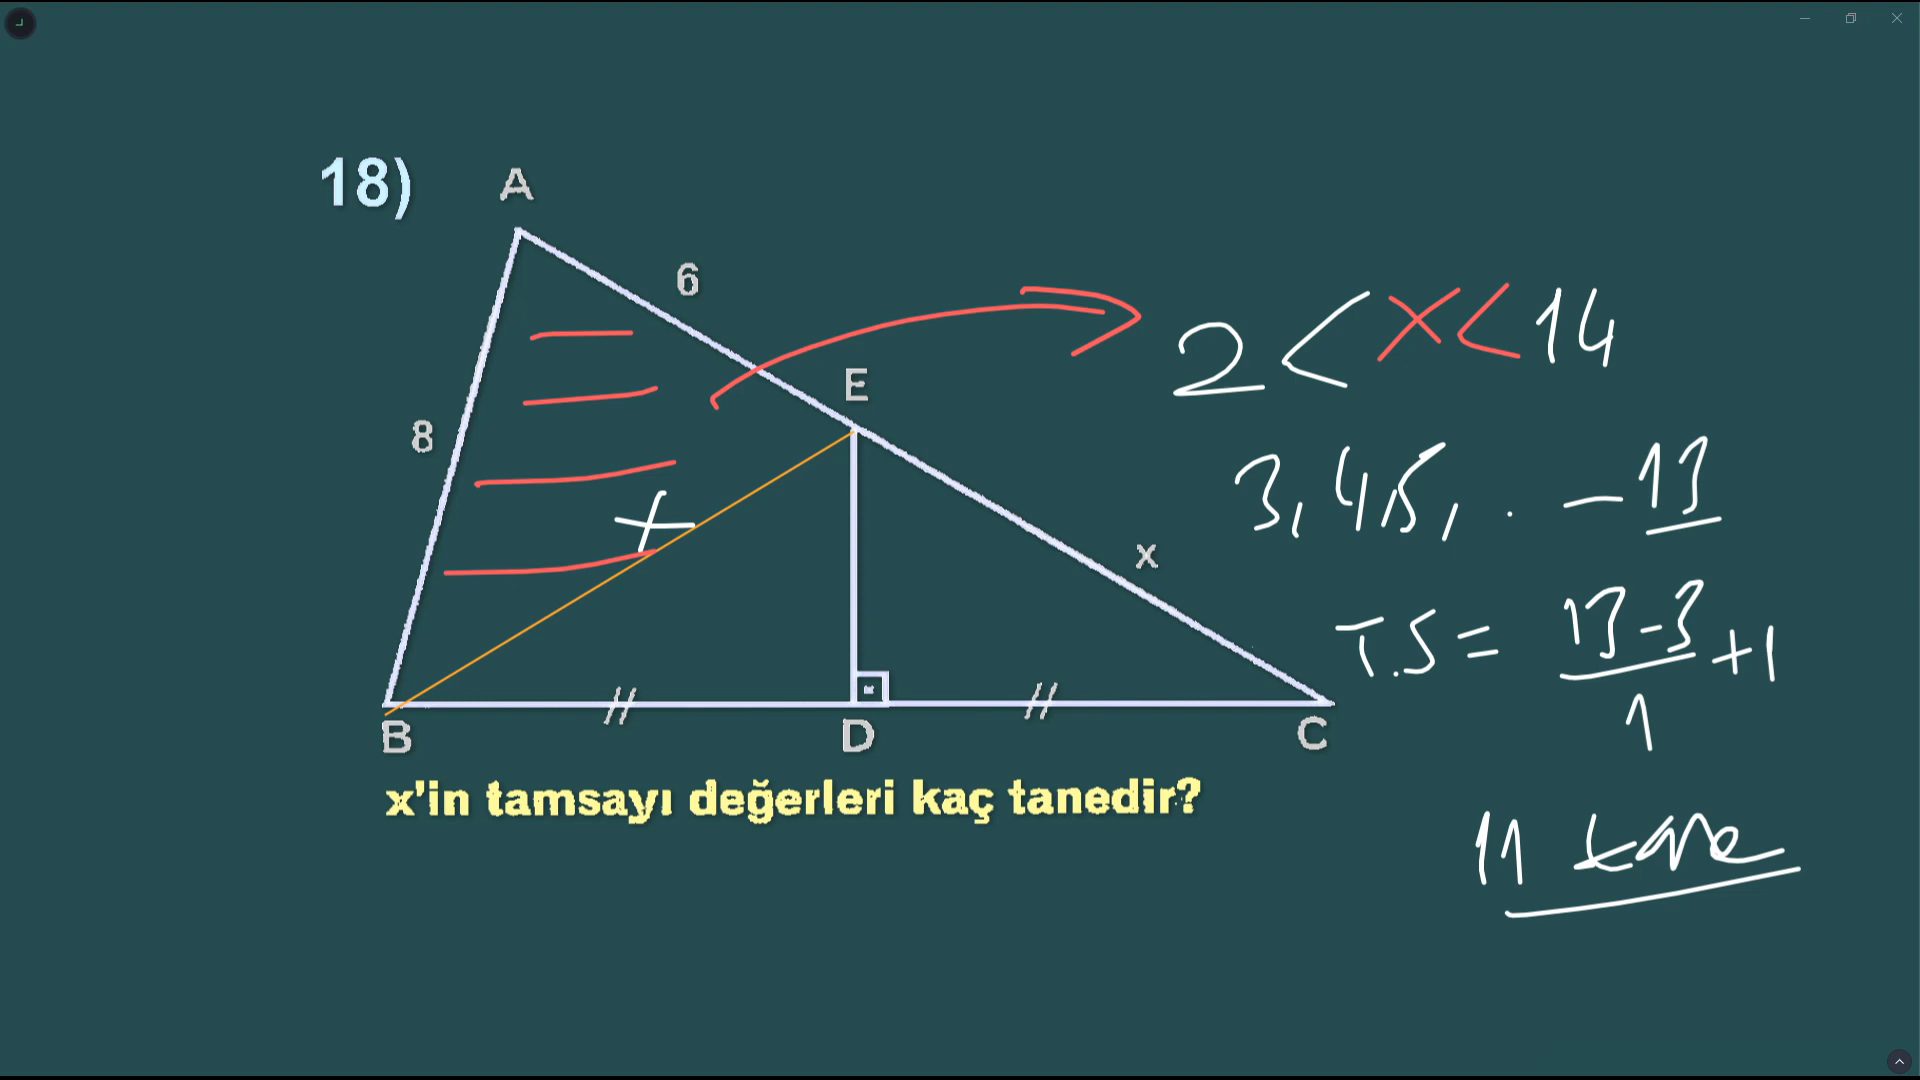 18)
A
6
2 < x < 14
E
8
3, 4, 5, . - 13
x
x
T.S = 13-3 / 1 + 1
B
D
C
x'in tamsayı değerleri kaç tanedir?
11 tane